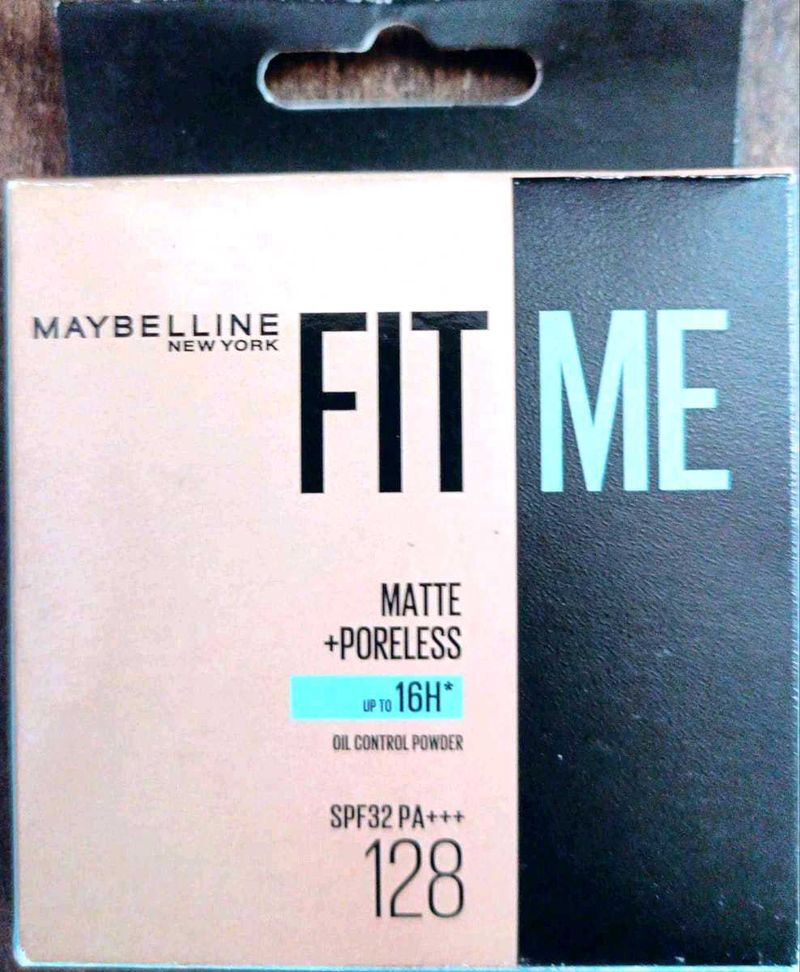 MAYBELLINE
NEW YORK
FIT ME
MATTE
+PORELESS
UP TO 16H*
OIL CONTROL POWDER
SPF32 PA+++
128